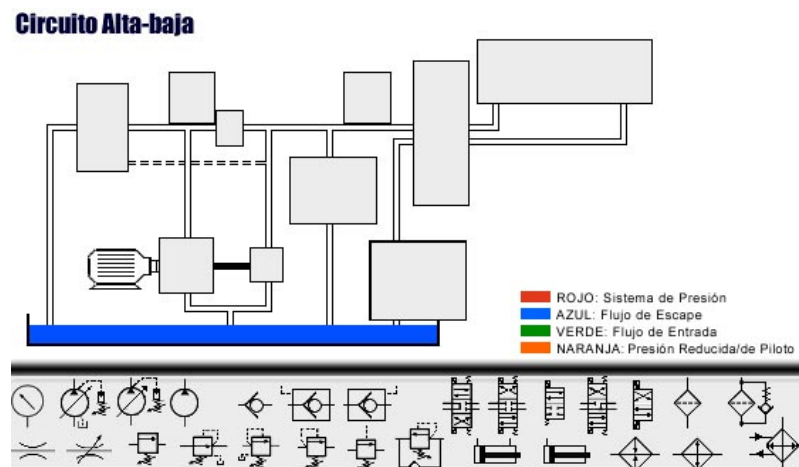 Circuito Alta-baja
ROJO: Sistema de Presión
AZUL: Flujo de Escape
VERDE: Flujo de Entrada
NARANJA: Presión Reducida/de Piloto